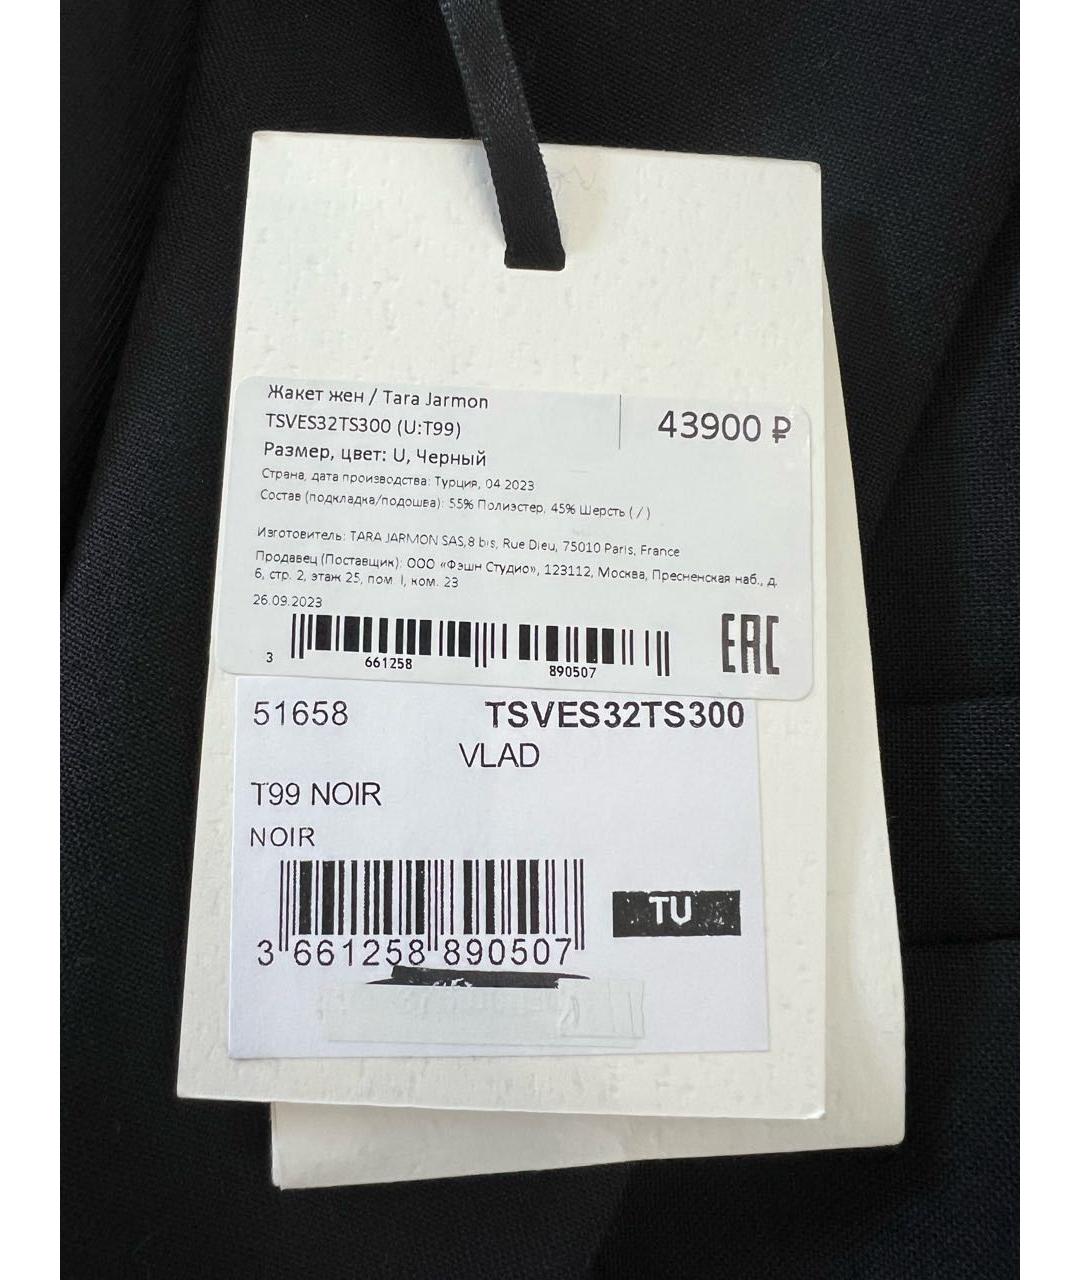 Жакет жен / Tara Jarmon
43900 ₽
TSVES32TS300 (U:T99)
Размер, цвет: U, Черный
Страна, дата производства: Турция, 04.2023
Состав (подкладка/подошва): 55% Полиэстер, 45% Шерсть ( / )
Изготовитель: TARA JARMON SAS,8 bis, Rue Dieu, 75010 Paris, France
Продавец (Поставщик): ООО «Фэшн Студио», 123112, Москва, Пресненская наб., д.
6, стр. 2, этаж 25, пом. I, ком. 23
26.09.2023
EAC
3 661258 890507
51658 TSVES32TS300
VLAD
T99 NOIR
NOIR
TU
3 661258 890507